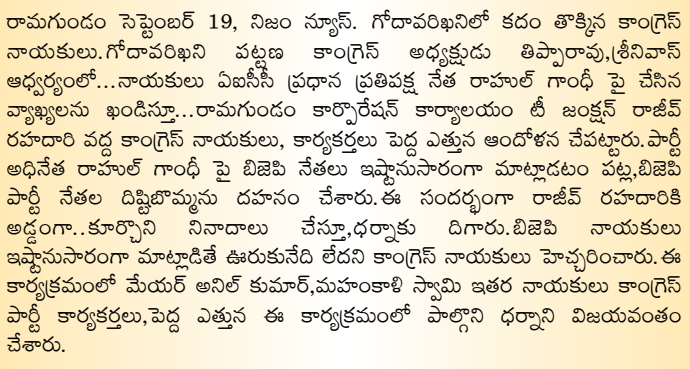 రామగుండం సెప్టెంబర్ 19, నిజం న్యూస్. గోదావరిఖనిలో కదం తొక్కిన కాంగ్రెస్
నాయకులు.గోదావరిఖని పట్టణ కాంగ్రెస్ అధ్యక్షుడు తిప్పారావు,శ్రీనివాస్
ఆధ్వర్యంలో...నాయకులు ఏఐసీసీ ప్రధాన ప్రతిపక్ష నేత రాహుల్ గాంధీ పై చేసిన
వ్యాఖ్యలను ఖండిస్తూ...రామగుండం కార్పొరేషన్ కార్యాలయం టీ జంక్షన్ రాజీవ్
రహదారి వద్ద కాంగ్రెస్ నాయకులు, కార్యకర్తలు పెద్ద ఎత్తున ఆందోళన చేపట్టారు.పార్టీ
అధినేత రాహుల్ గాంధీ పై బిజెపి నేతలు ఇష్టానుసారంగా మాట్లాడటం పట్ల,బిజెపి
పార్టీ నేతల దిష్టిబొమ్మను దహనం చేశారు.ఈ సందర్భంగా రాజీవ్ రహదారికి
అడ్డంగా..కూర్చొని నినాదాలు చేస్తూ,ధర్నాకు దిగారు.బిజెపి నాయకులు
ఇష్టానుసారంగా మాట్లాడితే ఊరుకునేది లేదని కాంగ్రెస్ నాయకులు హెచ్చరించారు.ఈ
కార్యక్రమంలో మేయర్ అనిల్ కుమార్,మహంకాళి స్వామి ఇతర నాయకులు కాంగ్రెస్
పార్టీ కార్యకర్తలు,పెద్ద ఎత్తున ఈ కార్యక్రమంలో పాల్గొని ధర్నాని విజయవంతం
చేశారు.